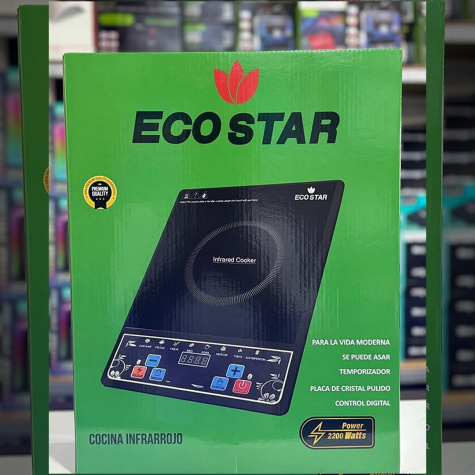 ECO STAR
PREMIUM
QUALITY
ECO STAR
Infrared Cooker
PARA LA VIDA MODERNA
SE PUEDE ASAR
TEMPORIZADOR
PLACA DE CRISTAL PULIDO
CONTROL DIGITAL
Power
2200 Watts
COCINA INFRARROJO